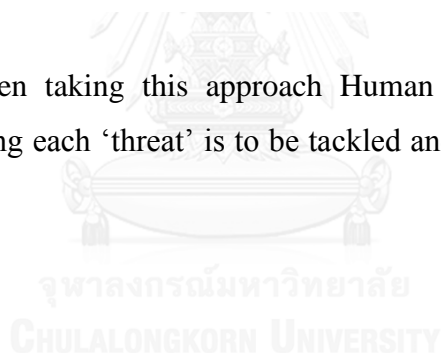 en taking this approach Human
ng each ‘threat’ is to be tackled an
จุฬาลงกรณ์มหาวิทยาลัย
CHULALONGKORN UNIVERSITY